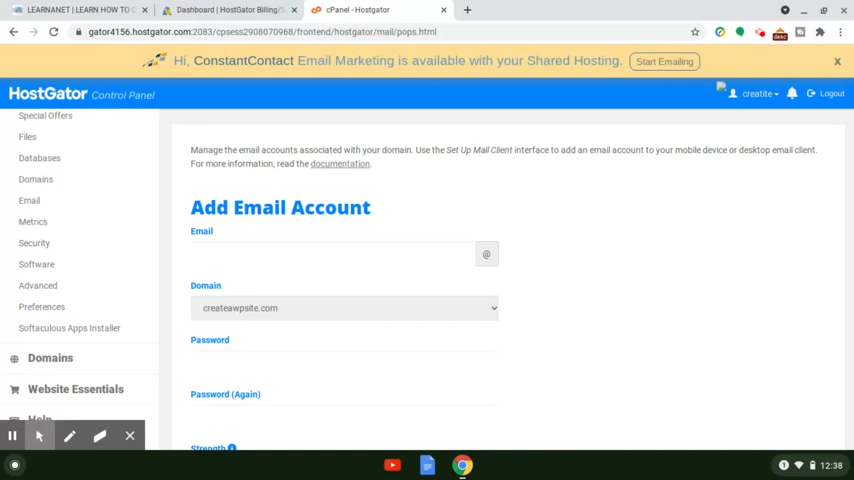 LEARNANET | LEARN HOW TO C
Dashboard | HostGator Billing/S
cPanel - Hostgator
gator4156.hostgator.com:2083/cpsess2908070968/frontend/hostgator/mail/pops.html
Hi, ConstantContact Email Marketing is available with your Shared Hosting.
Start Emailing
X
HostGator Control Panel
creatite
Logout
Special Offers
Files
Databases
Domains
Email
Metrics
Security
Software
Advanced
Preferences
Softaculous Apps Installer
Domains
Website Essentials
Help
Manage the email accounts associated with your domain. Use the Set Up Mail Client interface to add an email account to your mobile device or desktop email client.
For more information, read the documentation.
Add Email Account
Email
@
Domain
createawpsite.com
Password
Password (Again)
Strength
1
12:38